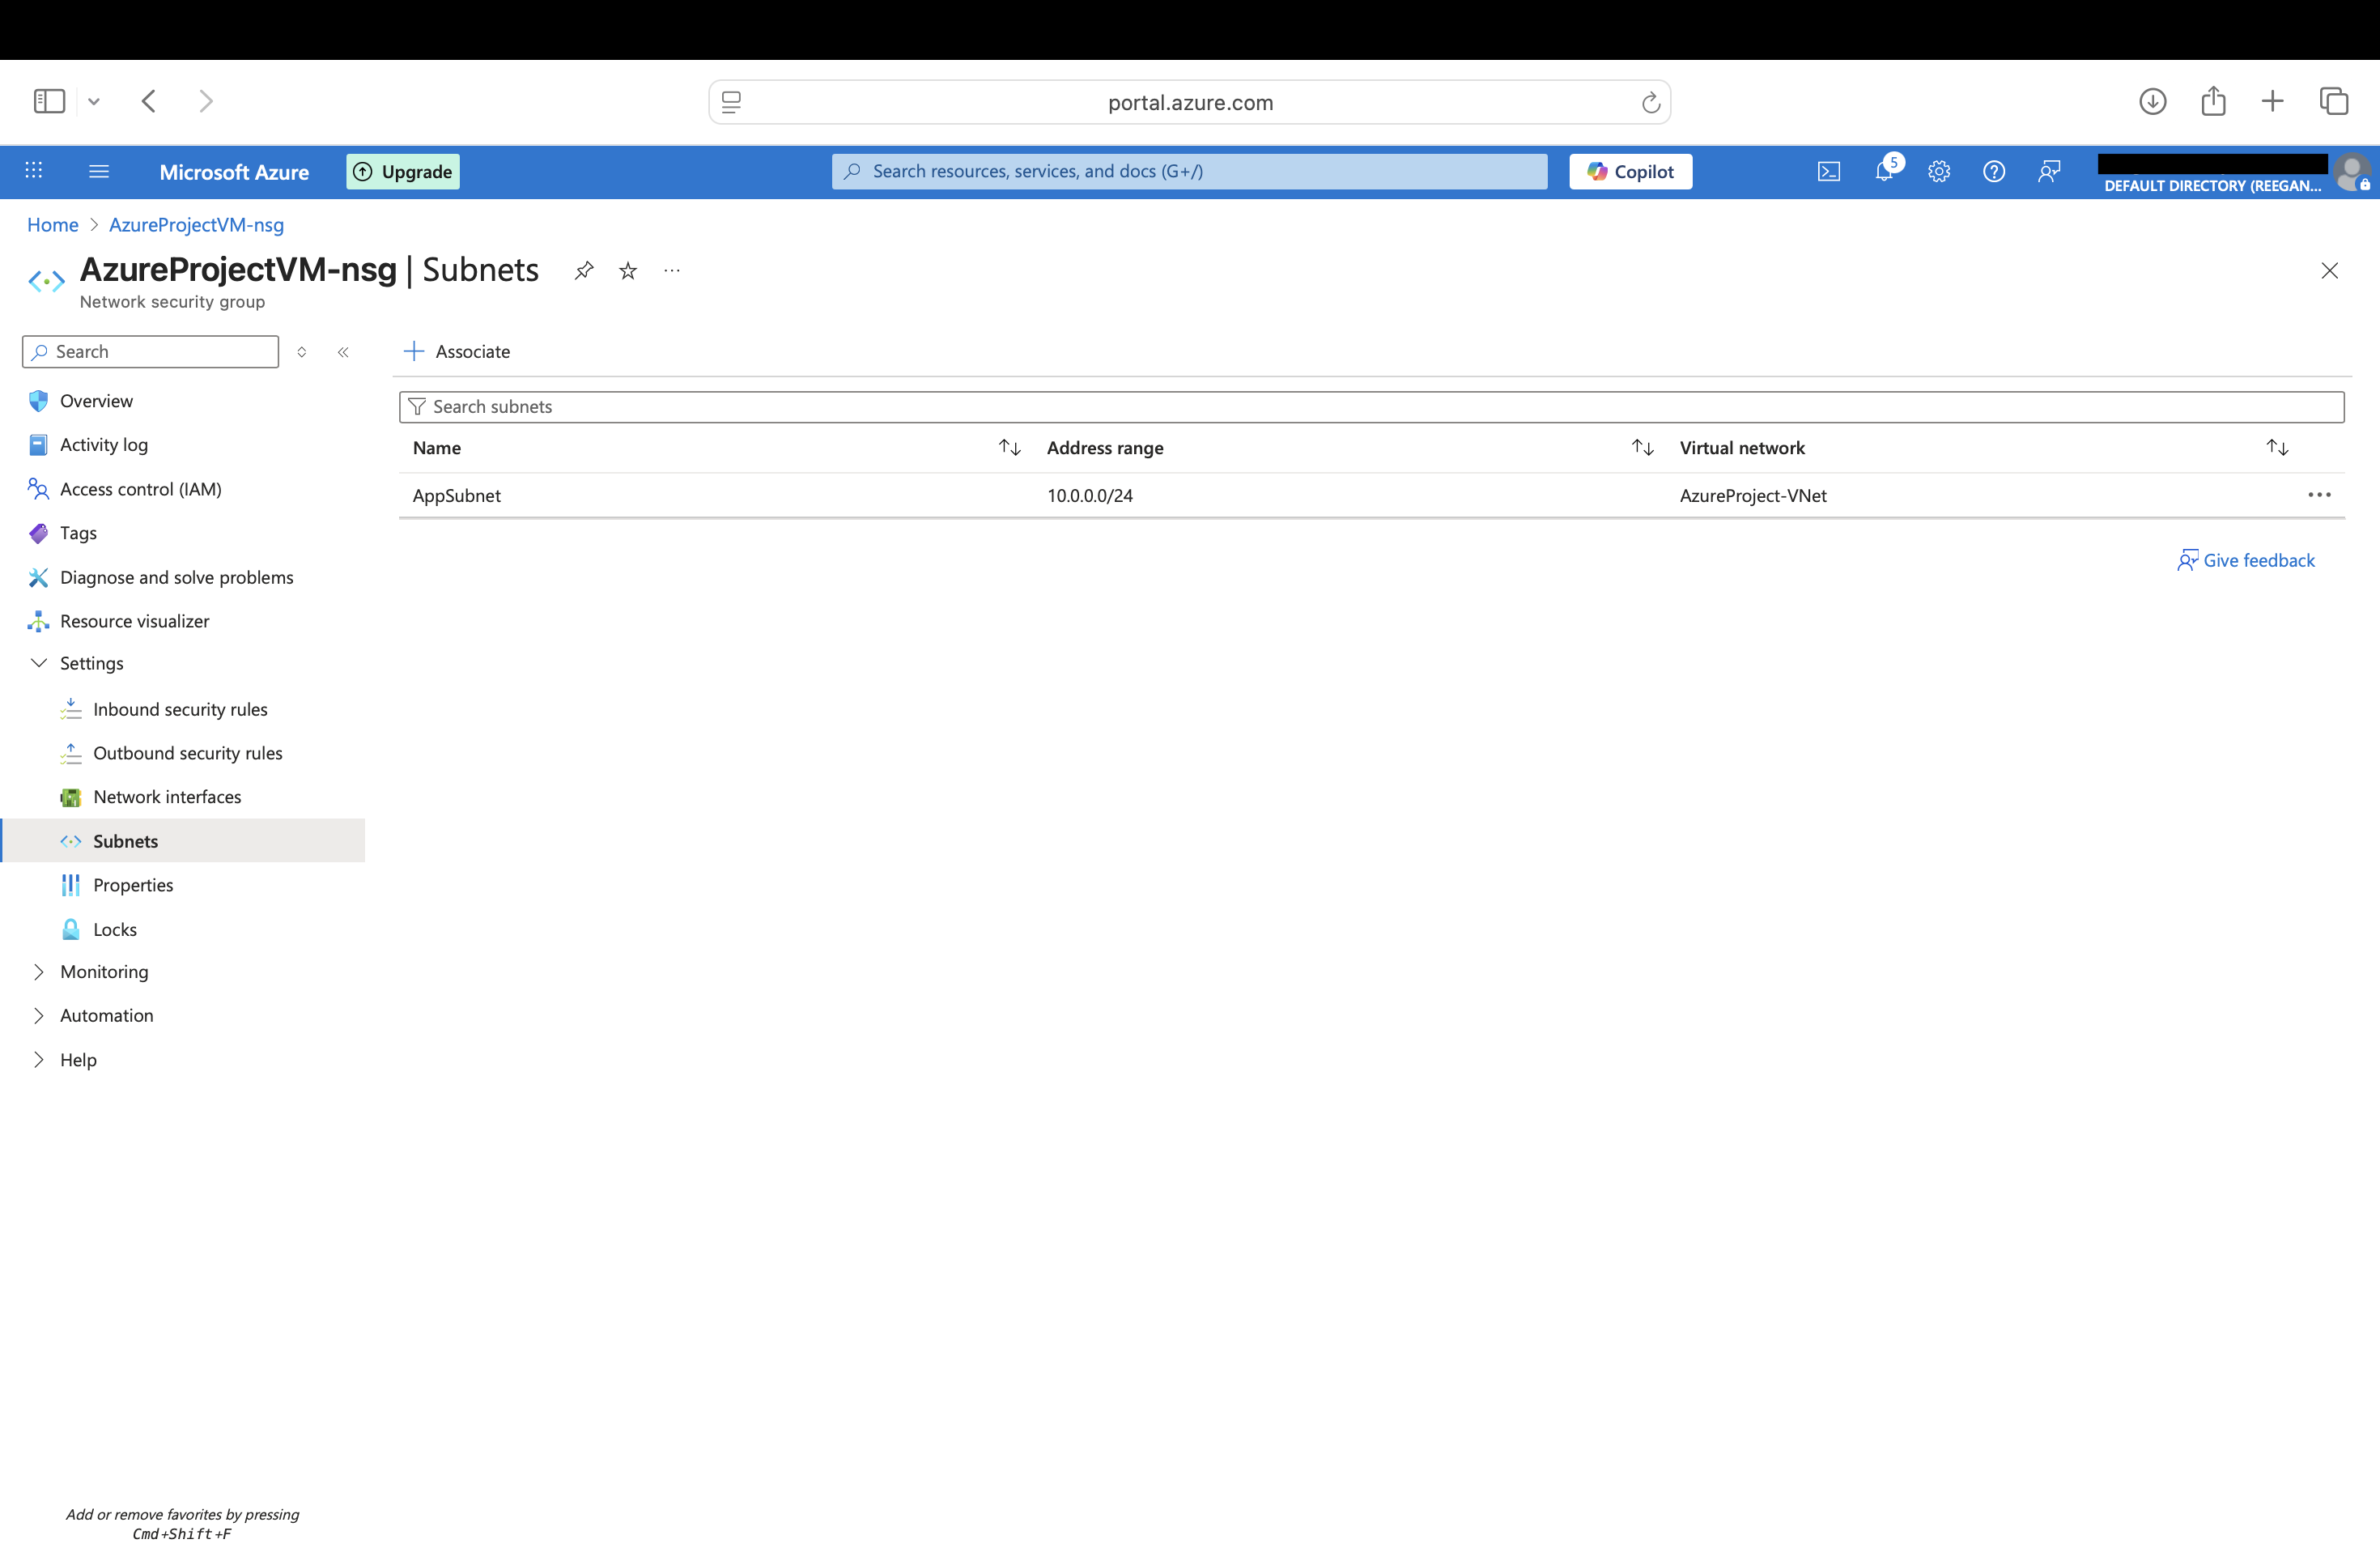 portal.azure.com
Microsoft Azure
Upgrade
Search resources, services, and docs (G+/)
Copilot
5
DEFAULT DIRECTORY (REEGAN...
Home > AzureProjectVM-nsg
AzureProjectVM-nsg | Subnets
Network security group
Search
Associate
Overview
Activity log
Access control (IAM)
Tags
Diagnose and solve problems
Resource visualizer
Settings
Inbound security rules
Outbound security rules
Network interfaces
Subnets
Properties
Locks
Monitoring
Automation
Help
Search subnets
Name Address range Virtual network
AppSubnet 10.0.0.0/24 AzureProject-VNet
Give feedback
Add or remove favorites by pressing
Cmd+Shift+F